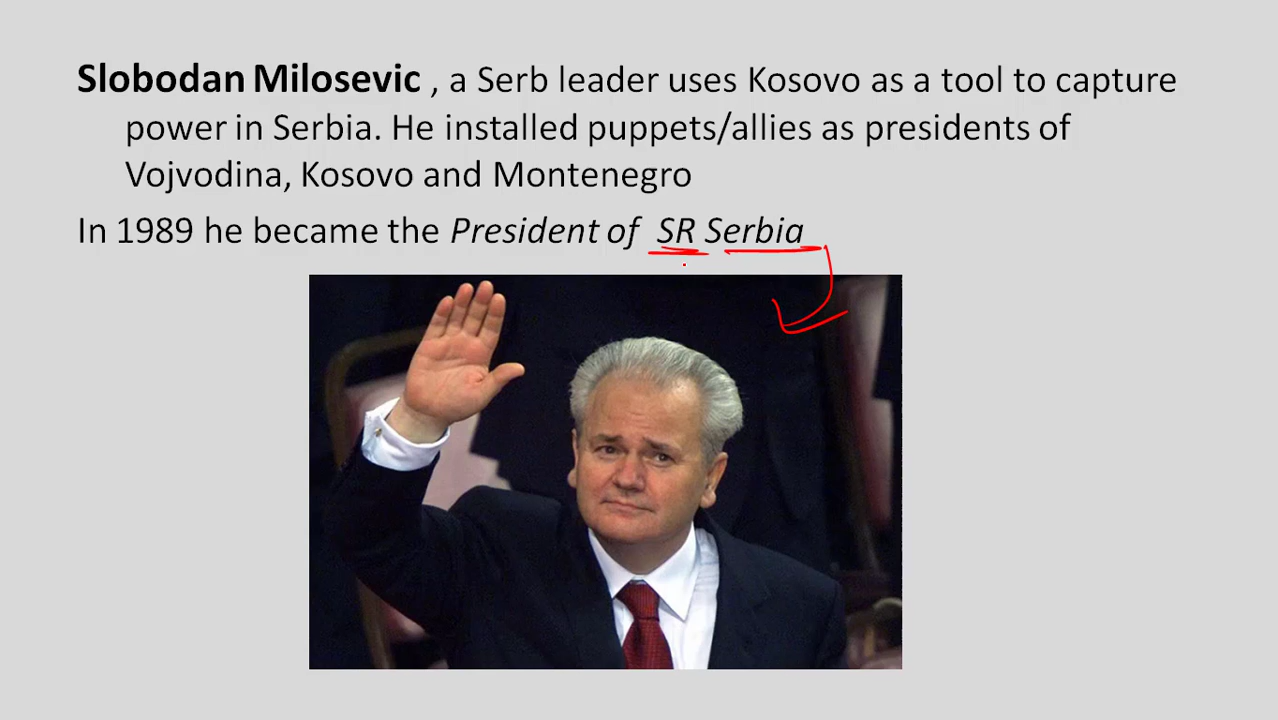 Slobodan Milosevic , a Serb leader uses Kosovo as a tool to capture
power in Serbia. He installed puppets/allies as presidents of
Vojvodina, Kosovo and Montenegro
In 1989 he became the President of SR Serbia